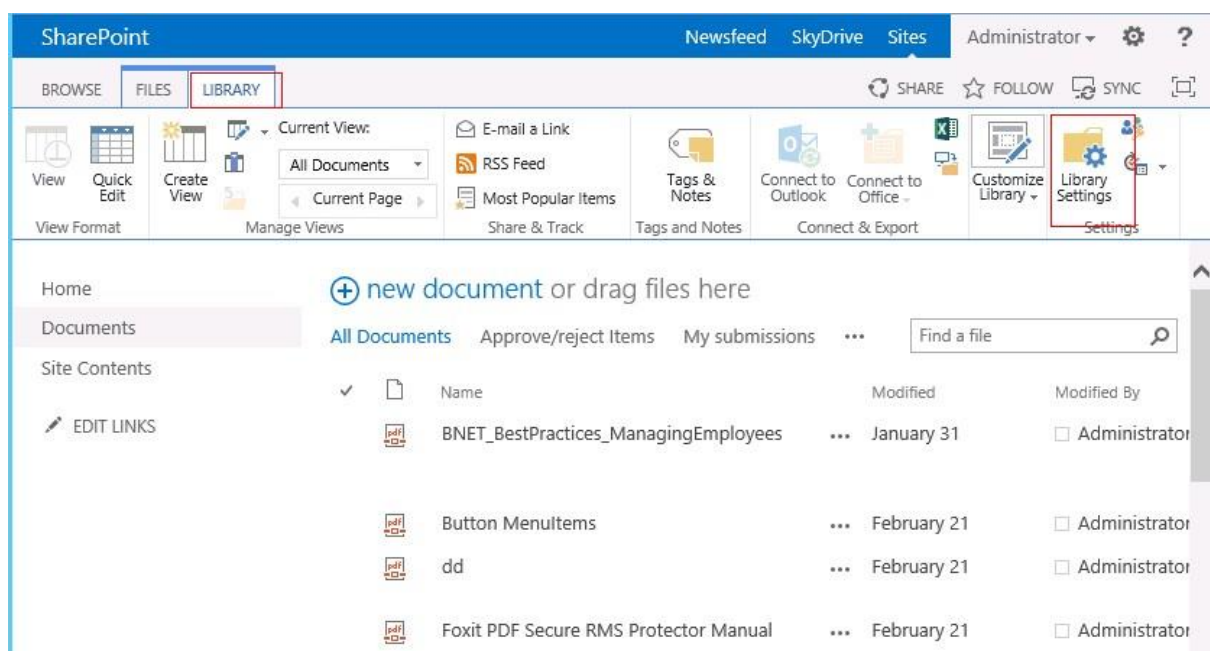 SharePoint Newsfeed SkyDrive Sites Administrator ?
BROWSE FILES LIBRARY SHARE FOLLOW SYNC
View
Quick Edit
View Format
Create View
Current View:
All Documents
Current Page
Manage Views
E-mail a Link
RSS Feed
Most Popular Items
Share & Track
Tags & Notes
Tags and Notes
Connect to Outlook
Connect to Office
Connect & Export
Customize Library
Library Settings
Settings
Home
Documents
Site Contents
EDIT LINKS
new document or drag files here
All Documents Approve/reject Items My submissions ••• Find a file
Name Modified Modified By
pdf BNET_BestPractices_ManagingEmployees ••• January 31 Administrator
pdf Button MenuItems ••• February 21 Administrator
pdf dd ••• February 21 Administrator
pdf Foxit PDF Secure RMS Protector Manual ••• February 21 Administrator